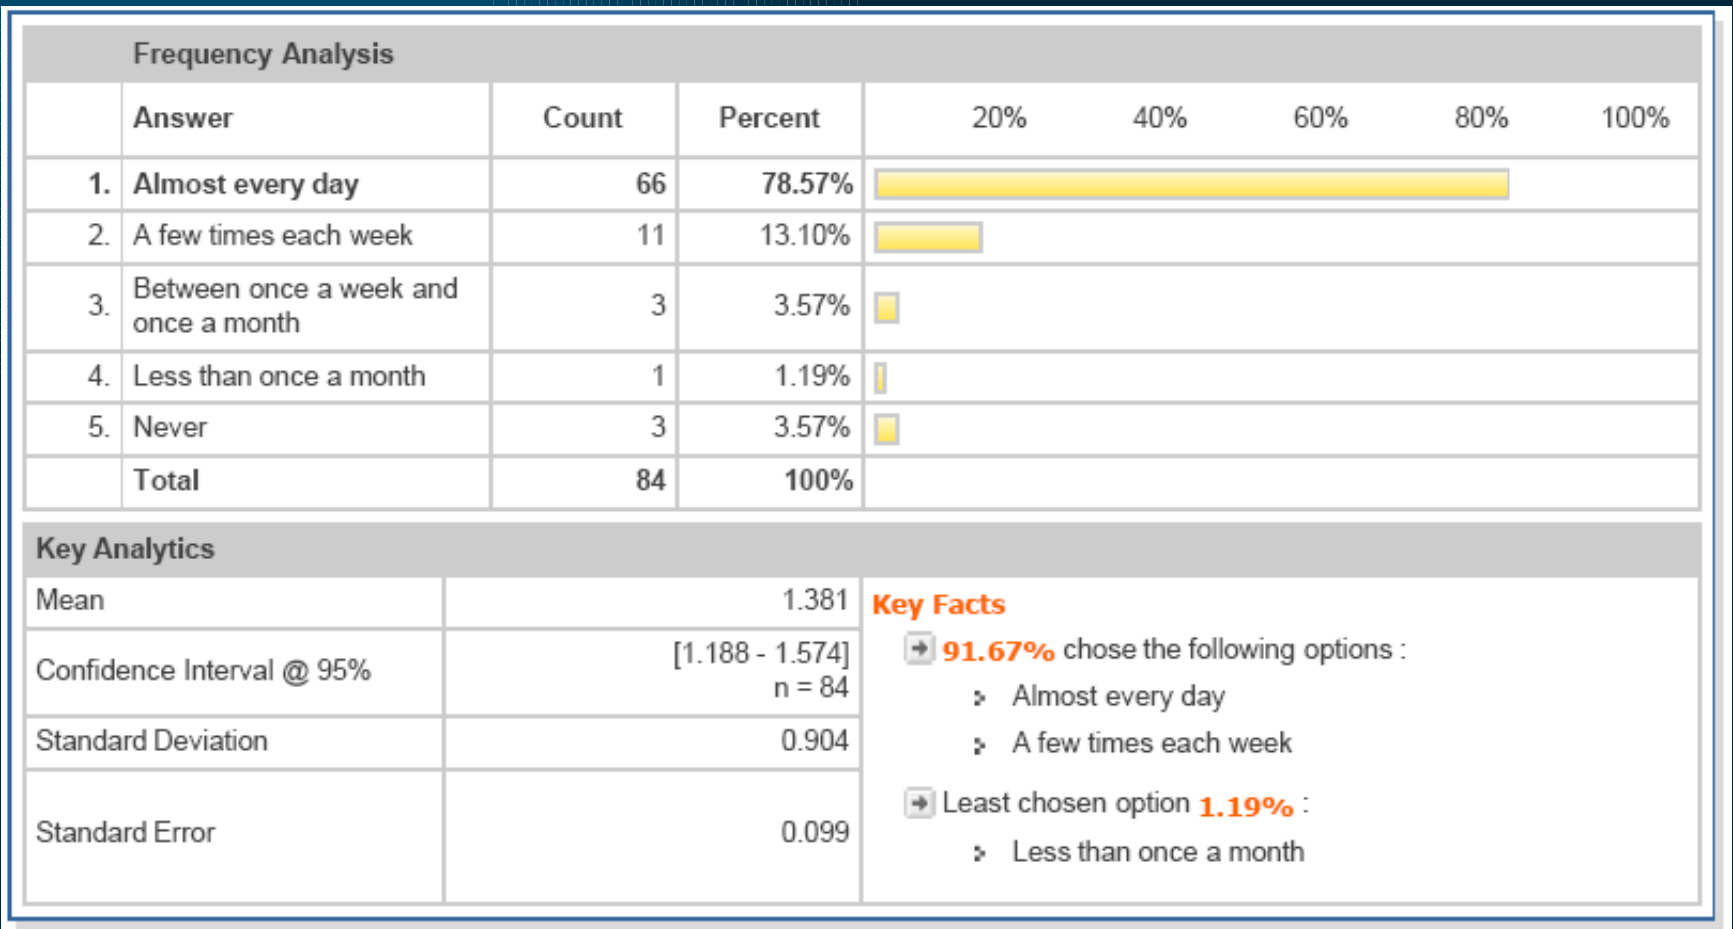 Frequency Analysis
Answer Count Percent 20% 40% 60% 80% 100%
1. Almost every day 66 78.57%
2. A few times each week 11 13.10%
3. Between once a week and once a month 3 3.57%
4. Less than once a month 1 1.19%
5. Never 3 3.57%
Total 84 100%
Key Analytics
Mean 1.381
Confidence Interval @ 95% [1.188 - 1.574]
n = 84
Standard Deviation 0.904
Standard Error 0.099
Key Facts
91.67% chose the following options :
Almost every day
A few times each week
Least chosen option 1.19% :
Less than once a month